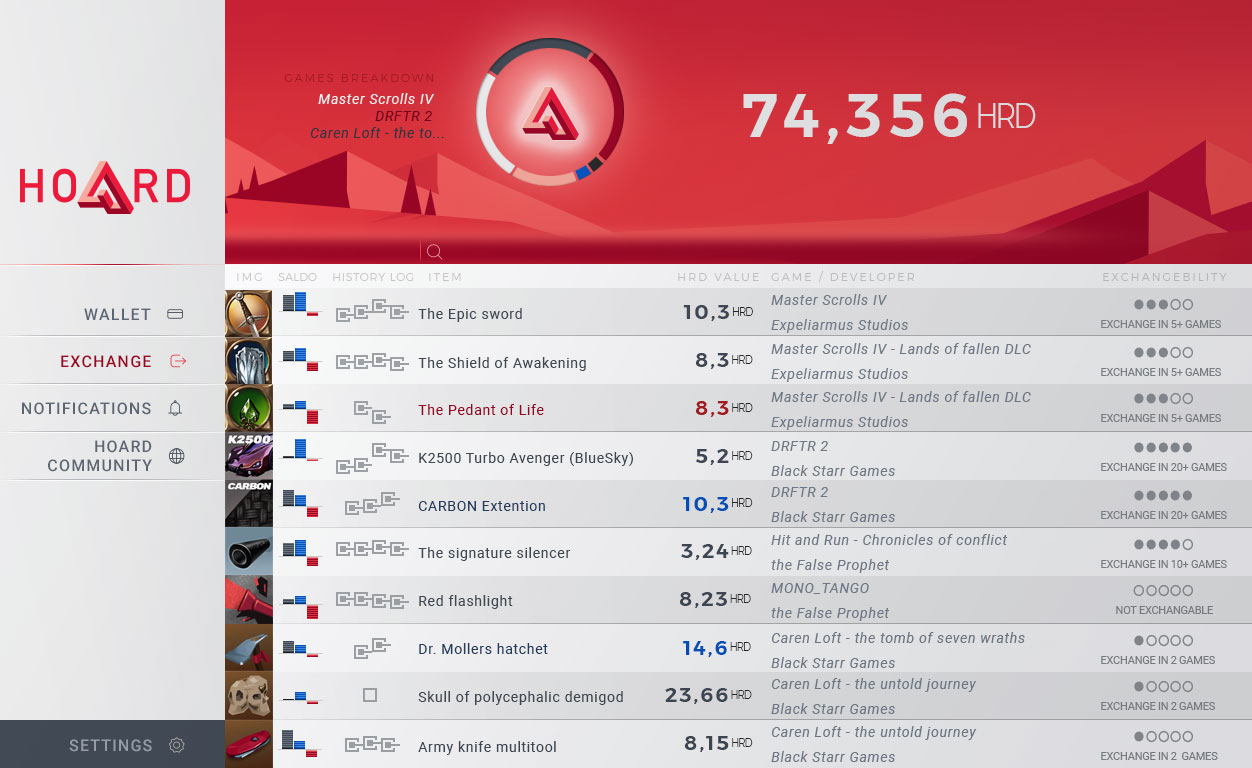 GAMES BREAKDOWN
Master Scrolls IV
DRFTR 2
Caren Loft - the to...
74,356 HRD
HOARD
WALLET
EXCHANGE
NOTIFICATIONS
HOARD
COMMUNITY
SETTINGS
IMG SALDO HISTORY LOG ITEM HRD VALUE GAME / DEVELOPER EXCHANGEBILITY
The Epic sword 10,3 HRD
Master Scrolls IV
Expeliarmus Studios
EXCHANGE IN 5+ GAMES
The Shield of Awakening 8,3 HRD
Master Scrolls IV - Lands of fallen DLC
Expeliarmus Studios
EXCHANGE IN 5+ GAMES
The Pedant of Life 8,3 HRD
Master Scrolls IV - Lands of fallen DLC
Expeliarmus Studios
EXCHANGE IN 5+ GAMES
K2500
K2500 Turbo Avenger (BlueSky) 5,2 HRD
DRFTR 2
Black Starr Games
EXCHANGE IN 20+ GAMES
CARBON
CARBON Extention 10,3 HRD
DRFTR 2
Black Starr Games
EXCHANGE IN 20+ GAMES
The signature silencer 3,24 HRD
Hit and Run - Chronicles of conflict
the False Prophet
EXCHANGE IN 10+ GAMES
Red flashlight 8,23 HRD
MONO_TANGO
the False Prophet
NOT EXCHANGABLE
Dr. Mollers hatchet 14,6 HRD
Caren Loft - the tomb of seven wraths
Black Starr Games
EXCHANGE IN 2 GAMES
Skull of polycephalic demigod 23,66 HRD
Caren Loft - the untold journey
Black Starr Games
EXCHANGE IN 2 GAMES
Army knife multitool 8,15 HRD
Caren Loft - the untold journey
Black Starr Games
EXCHANGE IN 2 GAMES